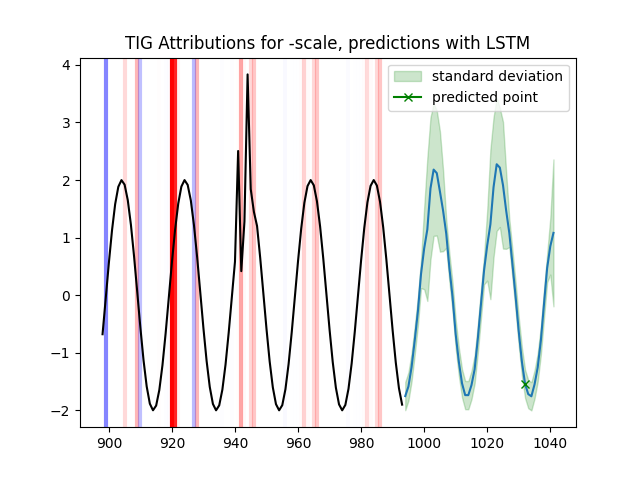 TIG Attributions for -scale, predictions with LSTM
standard deviation
predicted point
4
3
2
1
0
−1
−2
900 920 940 960 980 1000 1020 1040